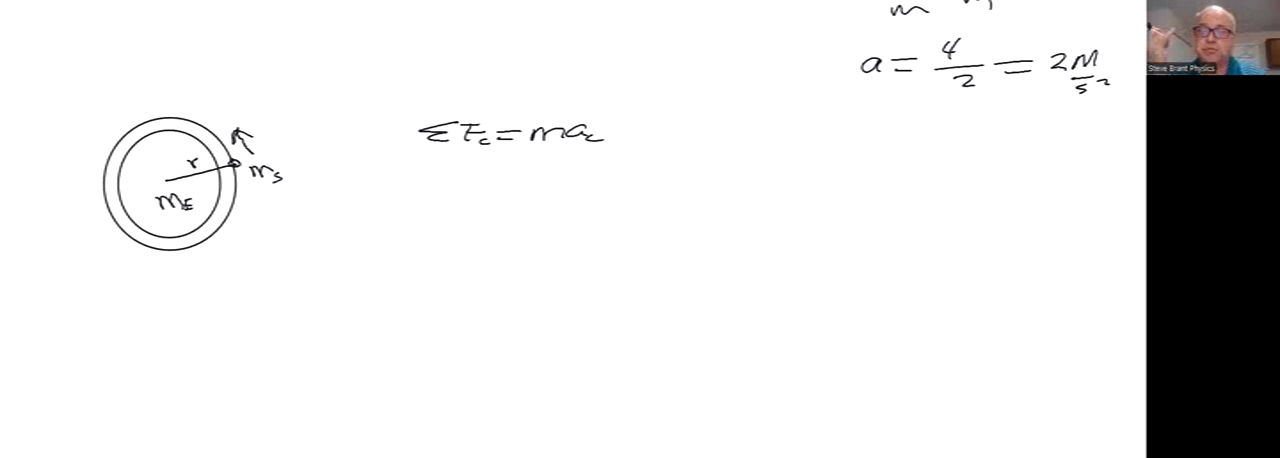 a = 4/2 = 2 m/s²
ΣF_c = ma_c
r
m_s
m_E
Steve Brant Physics